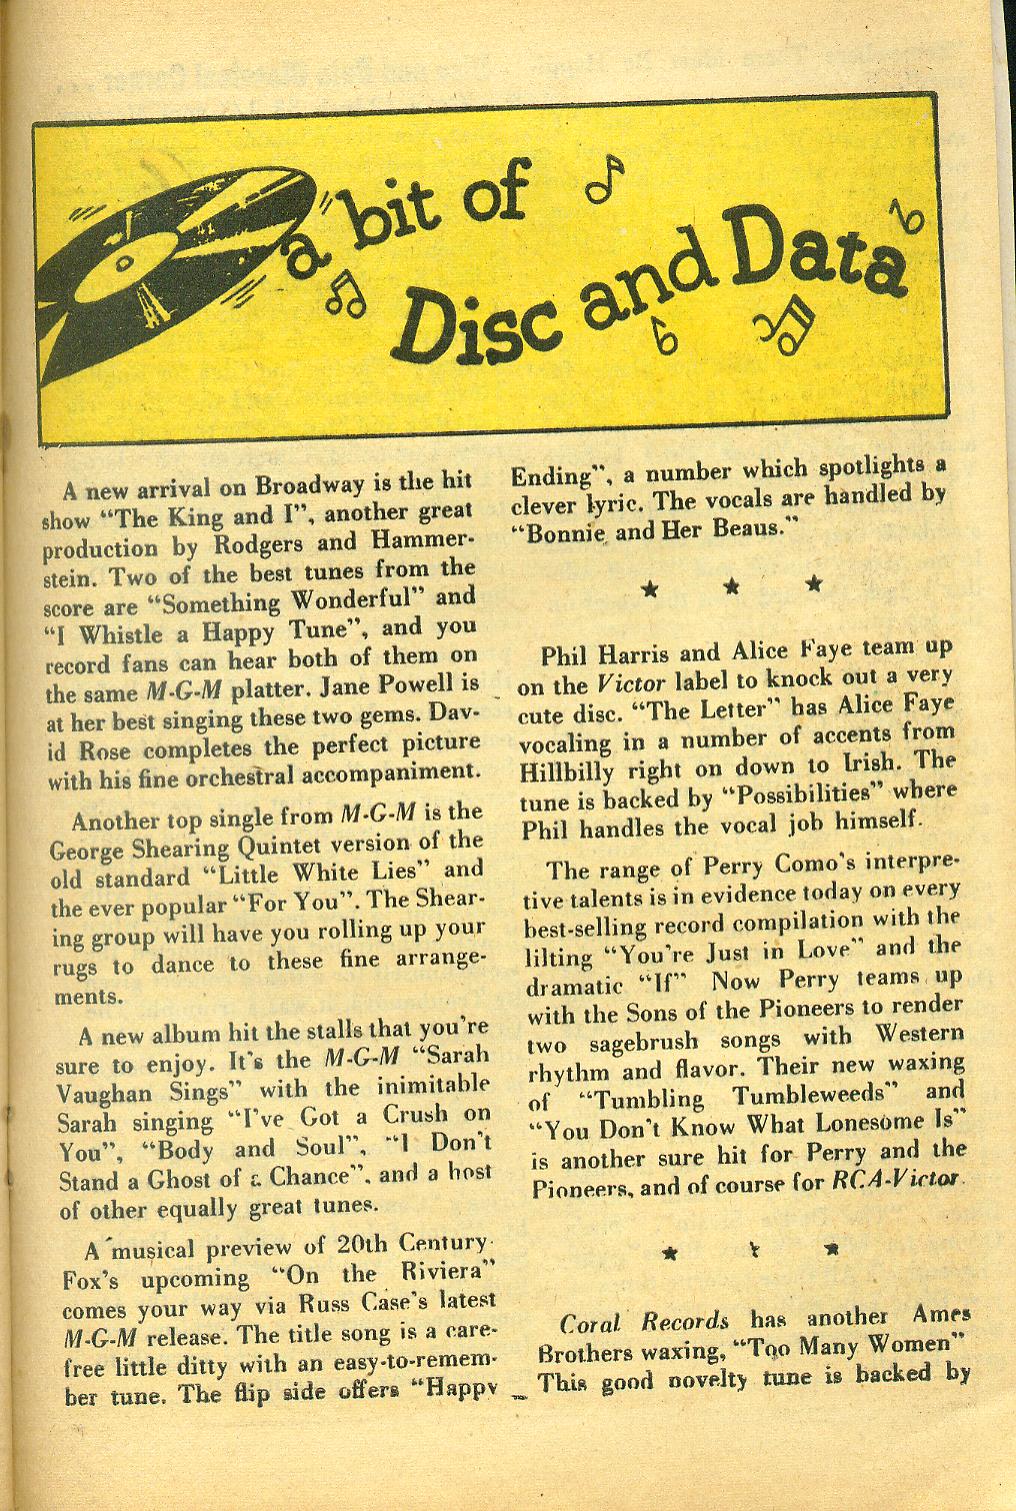 a bit of
Disc and Data
A new arrival on Broadway is the hit
show “The King and I”, another great
production by Rodgers and Hammer-
stein. Two of the best tunes from the
score are “Something Wonderful” and
“I Whistle a Happy Tune”, and you
record fans can hear both of them on
the same M-G-M platter. Jane Powell is
at her best singing these two gems. Dav-
id Rose completes the perfect picture
with his fine orchestral accompaniment.
Another top single from M-G-M is the
George Shearing Quintet version of the
old standard “Little White Lies” and
the ever popular “For You”. The Shear-
ing group will have you rolling up your
rugs to dance to these fine arrange-
ments.
A new album hit the stalls that you’re
sure to enjoy. It’s the M-G-M “Sarah
Vaughan Sings” with the inimitable
Sarah singing “I’ve Got a Crush on
You”, “Body and Soul”, “I Don’t
Stand a Ghost of a Chance”, and a host
of other equally great tunes.
A musical preview of 20th Century-
Fox’s upcoming “On the Riviera”
comes your way via Russ Case’s latest
M-G-M release. The title song is a care-
free little ditty with an easy-to-remem-
ber tune. The flip side offers “Happy
Ending”, a number which spotlights a
clever lyric. The vocals are handled by
“Bonnie and Her Beaus.”
★ ★ ★
Phil Harris and Alice Faye team up
on the Victor label to knock out a very
cute disc. “The Letter” has Alice Faye
vocaling in a number of accents from
Hillbilly right on down to Irish. The
tune is backed by “Possibilities” where
Phil handles the vocal job himself.
The range of Perry Como’s interpre-
tive talents is in evidence today on every
best-selling record compilation with the
lilting “You’re Just in Love” and the
dramatic “If” Now Perry teams up
with the Sons of the Pioneers to render
two sagebrush songs with Western
rhythm and flavor. Their new waxing
of “Tumbling Tumbleweeds” and
“You Don’t Know What Lonesome Is”
is another sure hit for Perry and the
Pioneers, and of course for RCA-Victor.
★ ★ ★
Coral Records has another Ames
Brothers waxing, “Too Many Women”
This good novelty tune is backed by